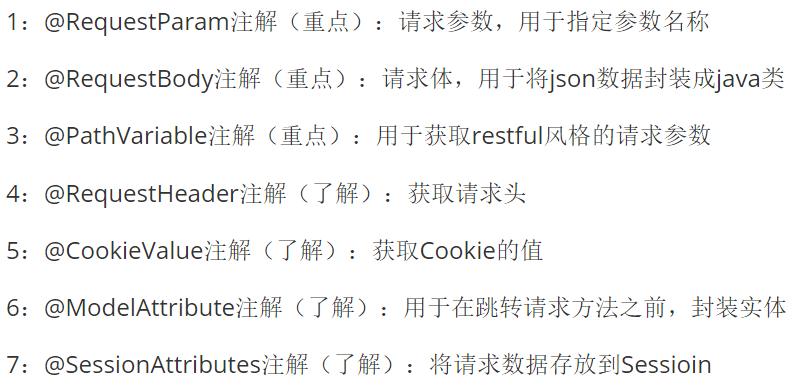 1：@RequestParam注解（重点）：请求参数，用于指定参数名称
2：@RequestBody注解（重点）：请求体，用于将json数据封装成java类
3：@PathVariable注解（重点）：用于获取restful风格的请求参数
4：@RequestHeader注解（了解）：获取请求头
5：@CookieValue注解（了解）：获取Cookie的值
6：@ModelAttribute注解（了解）：用于在跳转请求方法之前，封装实体
7：@SessionAttributes注解（了解）：将请求数据存放到Sessioin